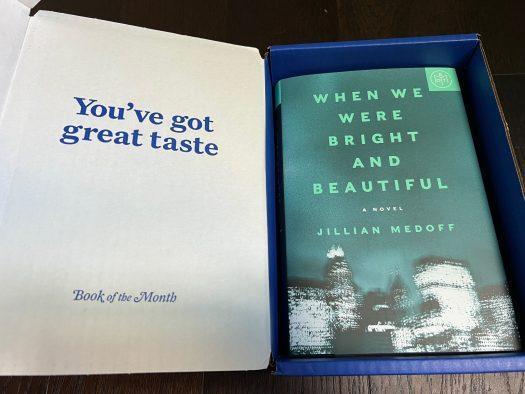 You've got
great taste
Book of the Month
WHEN WE
WERE
BRIGHT
AND
BEAUTIFUL
A NOVEL
JILLIAN MEDOFF